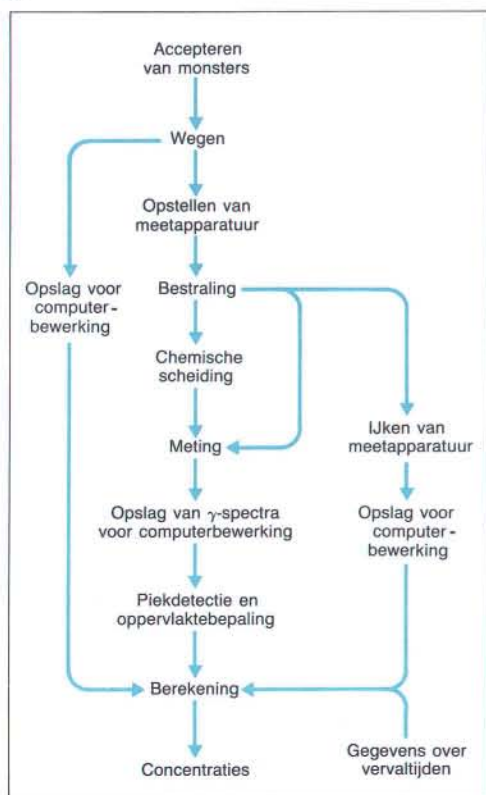 Accepteren
van monsters
Wegen
Opstellen van
meetapparatuur
Opslag voor
computer-
bewerking
Bestraling
Chemische
scheiding
Meting
IJken van
meetapparatuur
Opslag van γ-spectra
voor computerbewerking
Opslag voor
computer-
bewerking
Piekdetectie en
oppervlaktebepaling
Berekening
Concentraties
Gegevens over
vervaltijden